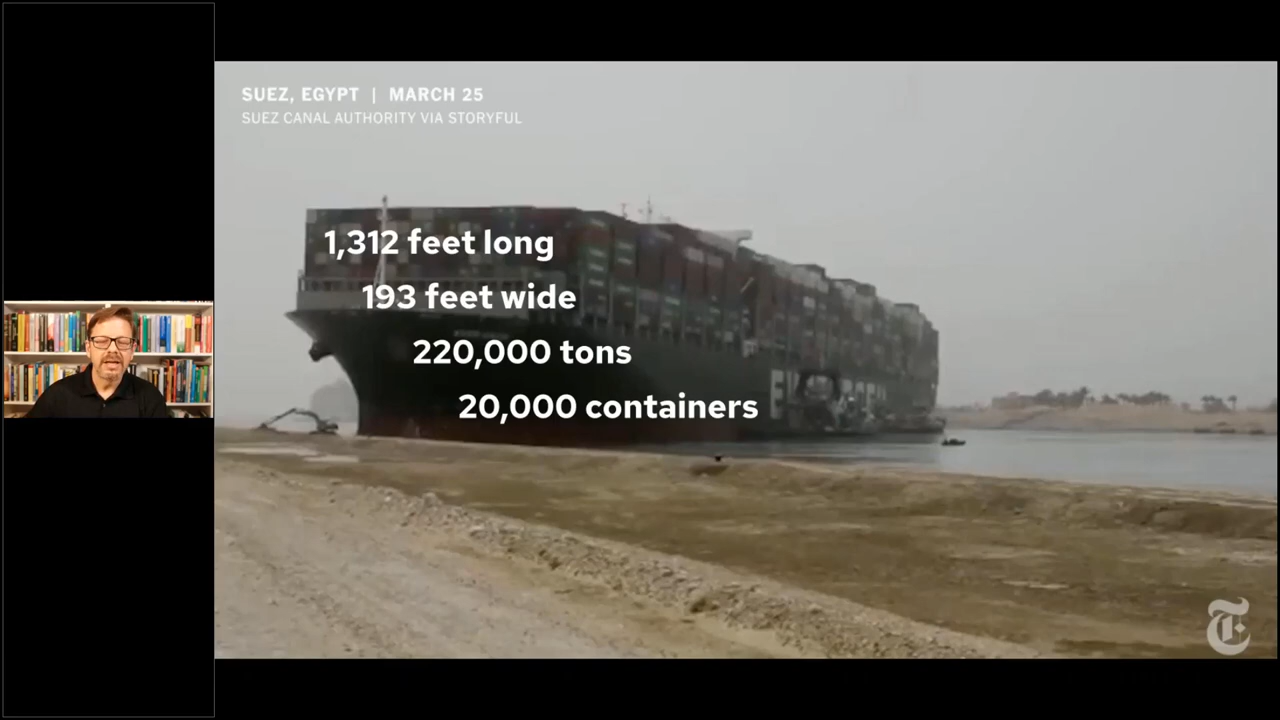 SUEZ, EGYPT | MARCH 25
SUEZ CANAL AUTHORITY VIA STORYFUL
1,312 feet long
193 feet wide
220,000 tons
20,000 containers